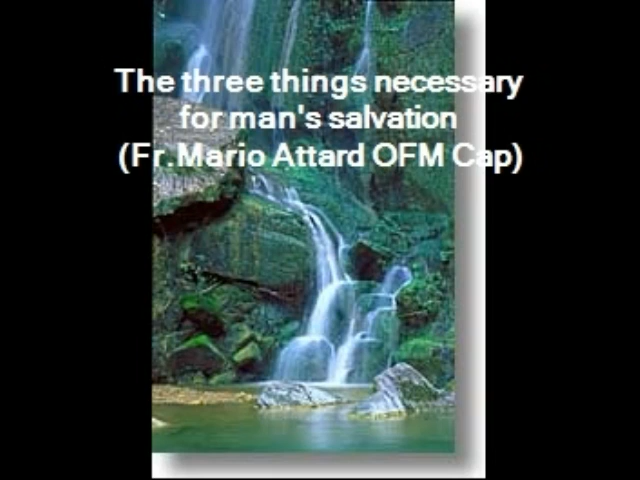 The three things necessary
for man's salvation
(Fr.Mario Attard OFM Cap)